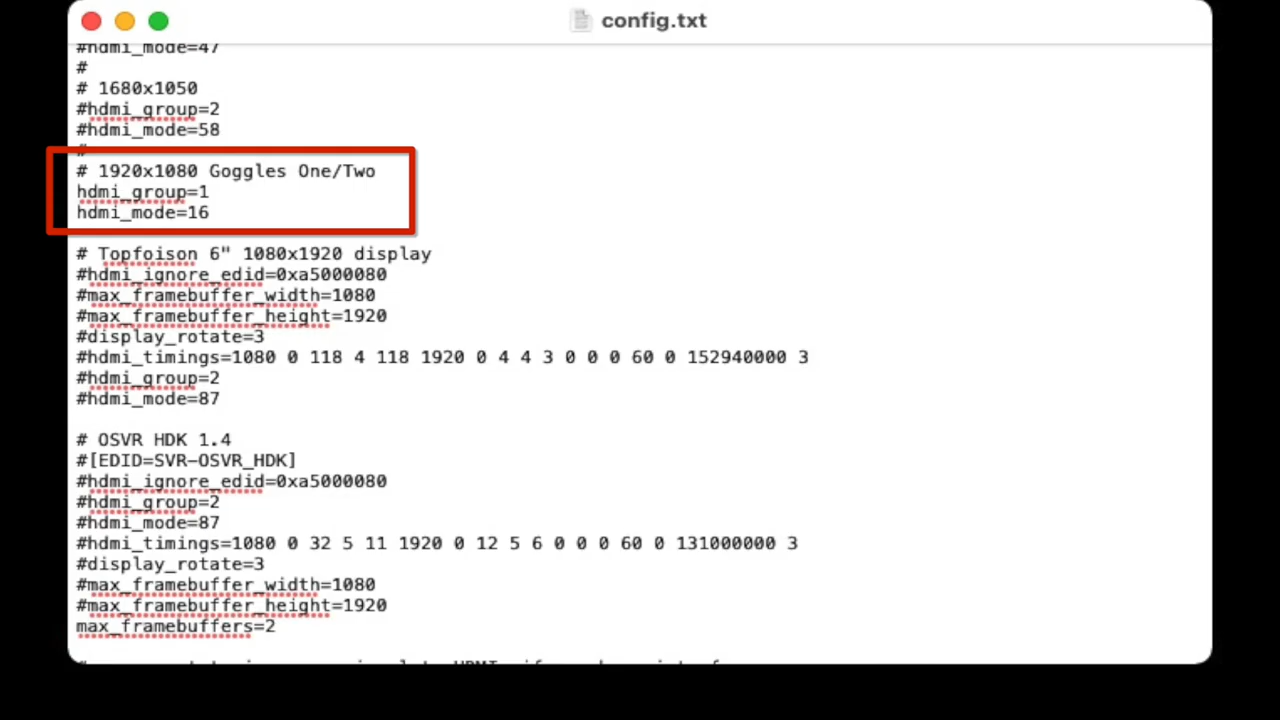 config.txt
#hdmi_mode=47
#
# 1680x1050
#hdmi_group=2
#hdmi_mode=58
#
# 1920x1080 Goggles One/Two
hdmi_group=1
hdmi_mode=16
# Topfoison 6" 1080x1920 display
#hdmi_ignore_edid=0xa5000080
#max_framebuffer_width=1080
#max_framebuffer_height=1920
#display_rotate=3
#hdmi_timings=1080 0 118 4 118 1920 0 4 4 3 0 0 0 60 0 152940000 3
#hdmi_group=2
#hdmi_mode=87
# OSVR HDK 1.4
#[EDID=SVR-OSVR_HDK]
#hdmi_ignore_edid=0xa5000080
#hdmi_group=2
#hdmi_mode=87
#hdmi_timings=1080 0 32 5 11 1920 0 12 5 6 0 0 0 60 0 131000000 3
#display_rotate=3
#max_framebuffer_width=1080
#max_framebuffer_height=1920
max_framebuffers=2